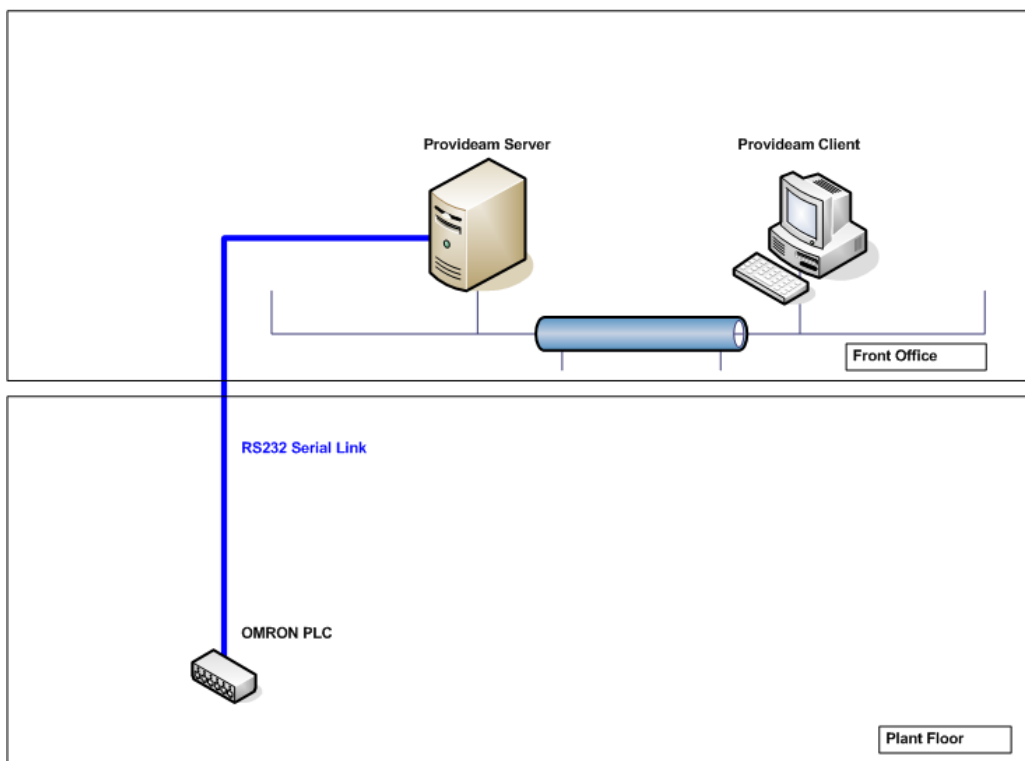 Provideam Server
Provideam Client
Front Office
RS232 Serial Link
OMRON PLC
Plant Floor